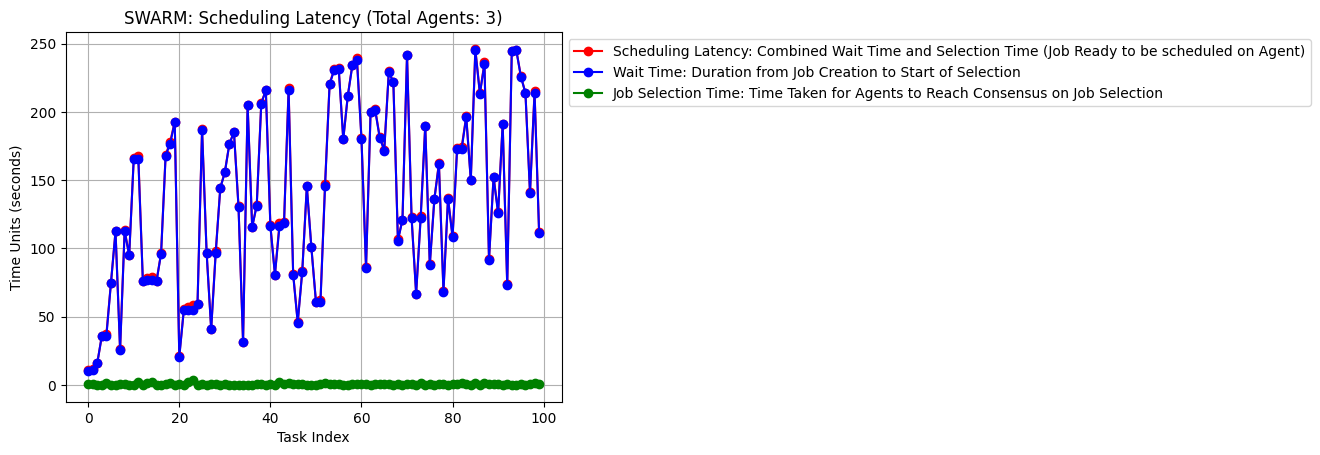 SWARM: Scheduling Latency (Total Agents: 3)
Scheduling Latency: Combined Wait Time and Selection Time (Job Ready to be scheduled on Agent)
Wait Time: Duration from Job Creation to Start of Selection
Job Selection Time: Time Taken for Agents to Reach Consensus on Job Selection
Time Units (seconds)
250
200
150
100
50
0
0 20 40 60 80 100
Task Index